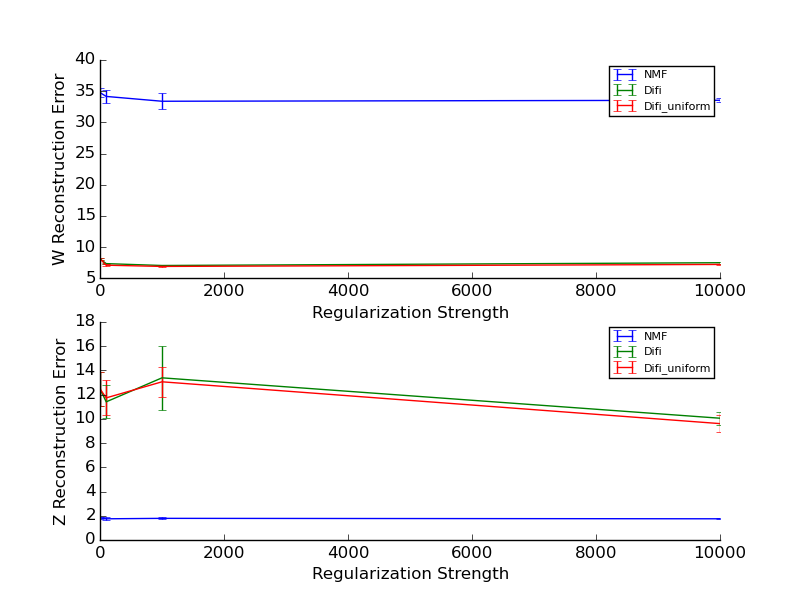 40
35
30
25
20
15
10
5
W Reconstruction Error
NMF
Difi
Difi_uniform
0 2000 4000 6000 8000 10000
Regularization Strength
18
16
14
12
10
8
6
4
2
0
Z Reconstruction Error
NMF
Difi
Difi_uniform
0 2000 4000 6000 8000 10000
Regularization Strength